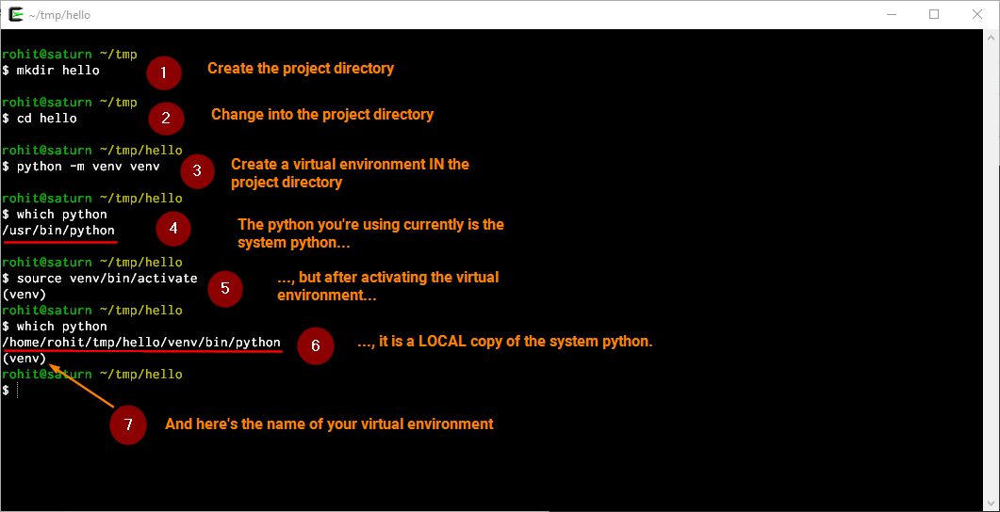 ~/tmp/hello
rohit@saturn ~/tmp
$ mkdir hello
1
Create the project directory
rohit@saturn ~/tmp
$ cd hello
2
Change into the project directory
rohit@saturn ~/tmp/hello
$ python -m venv venv
3
Create a virtual environment IN the
project directory
rohit@saturn ~/tmp/hello
$ which python
/usr/bin/python
4
The python you're using currently is the
system python...
rohit@saturn ~/tmp/hello
$ source venv/bin/activate
(venv)
5
..., but after activating the virtual
environment...
rohit@saturn ~/tmp/hello
$ which python
/home/rohit/tmp/hello/venv/bin/python
6
..., it is a LOCAL copy of the system python.
(venv)
rohit@saturn ~/tmp/hello
$
7
And here's the name of your virtual environment